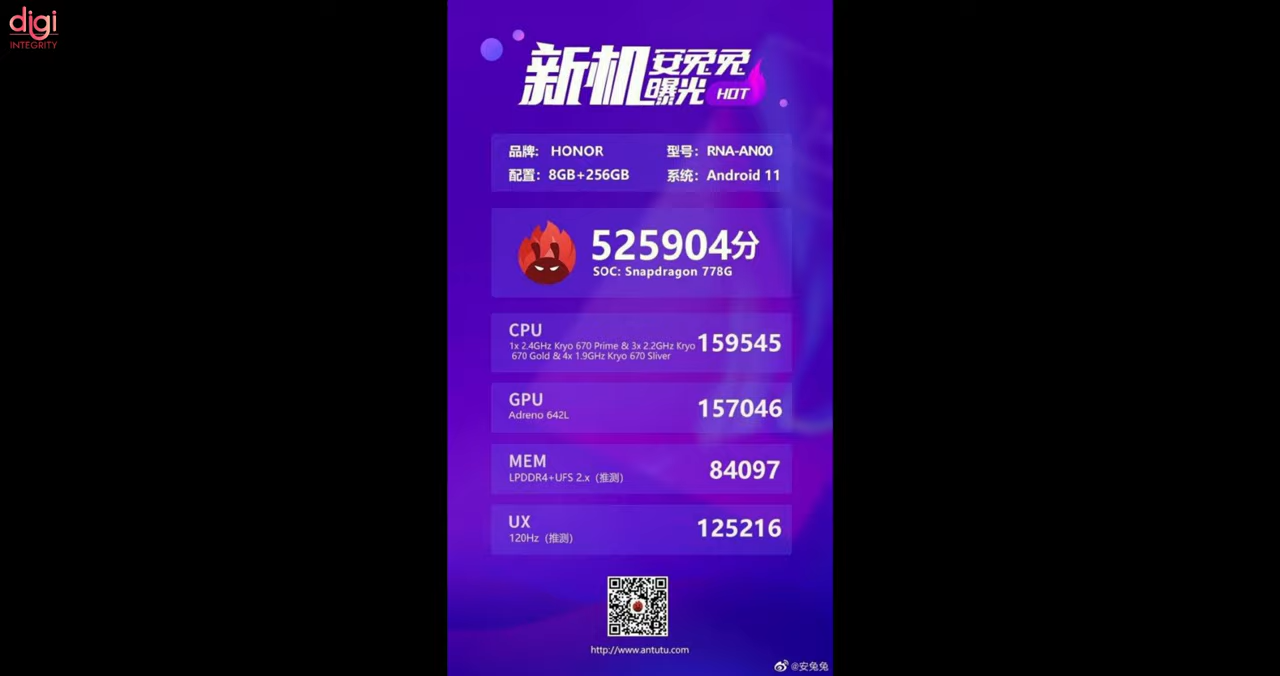 digi
INTEGRITY
新机安兔兔
曝光 HOT
品牌: HONOR 型号: RNA-AN00
配置: 8GB+256GB 系统: Android 11
525904分
SOC: Snapdragon 778G
CPU
1x 2.4GHz Kryo 670 Prime & 3x 2.2GHz Kryo
670 Gold & 4x 1.9GHz Kryo 670 Sliver
159545
GPU
Adreno 642L
157046
MEM
LPDDR4+UFS 2.x (推测)
84097
UX
120Hz (推测)
125216
http://www.antutu.com
@安兔兔